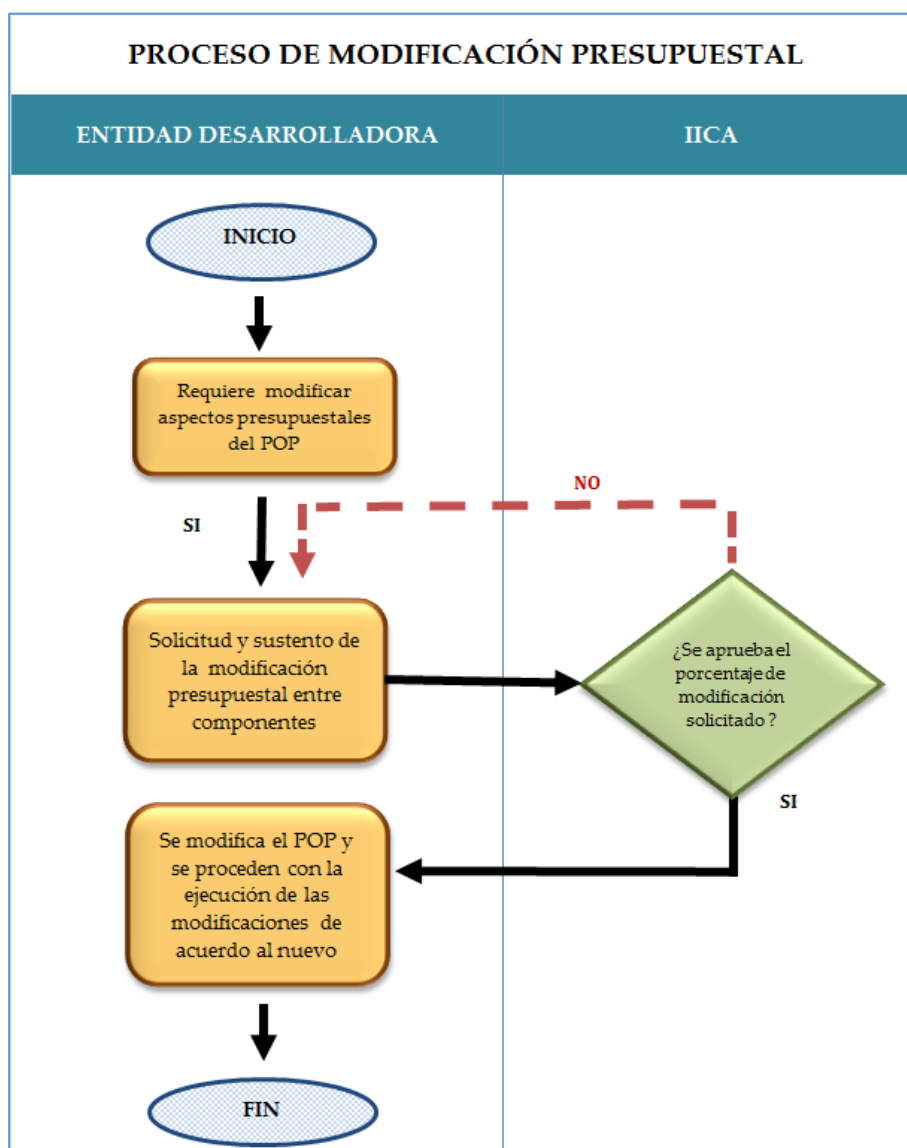 PROCESO DE MODIFICACIÓN PRESUPUESTAL
ENTIDAD DESARROLLADORA
IICA
INICIO
Requiere modificar
aspectos presupuestales
del POP
NO
SI
Solicitud y sustento de
la modificación
presupuestal entre
componentes
¿Se aprueba el
porcentaje de
modificación
solicitado ?
SI
Se modifica el POP y
se proceden con la
ejecución de las
modificaciones de
acuerdo al nuevo
FIN